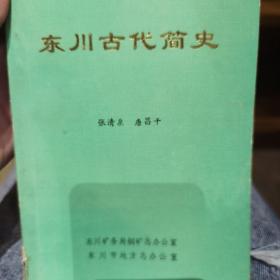 东川古代简史
张清泉 唐昌平
东川矿务局铜矿志办公室
东川市地方志办公室